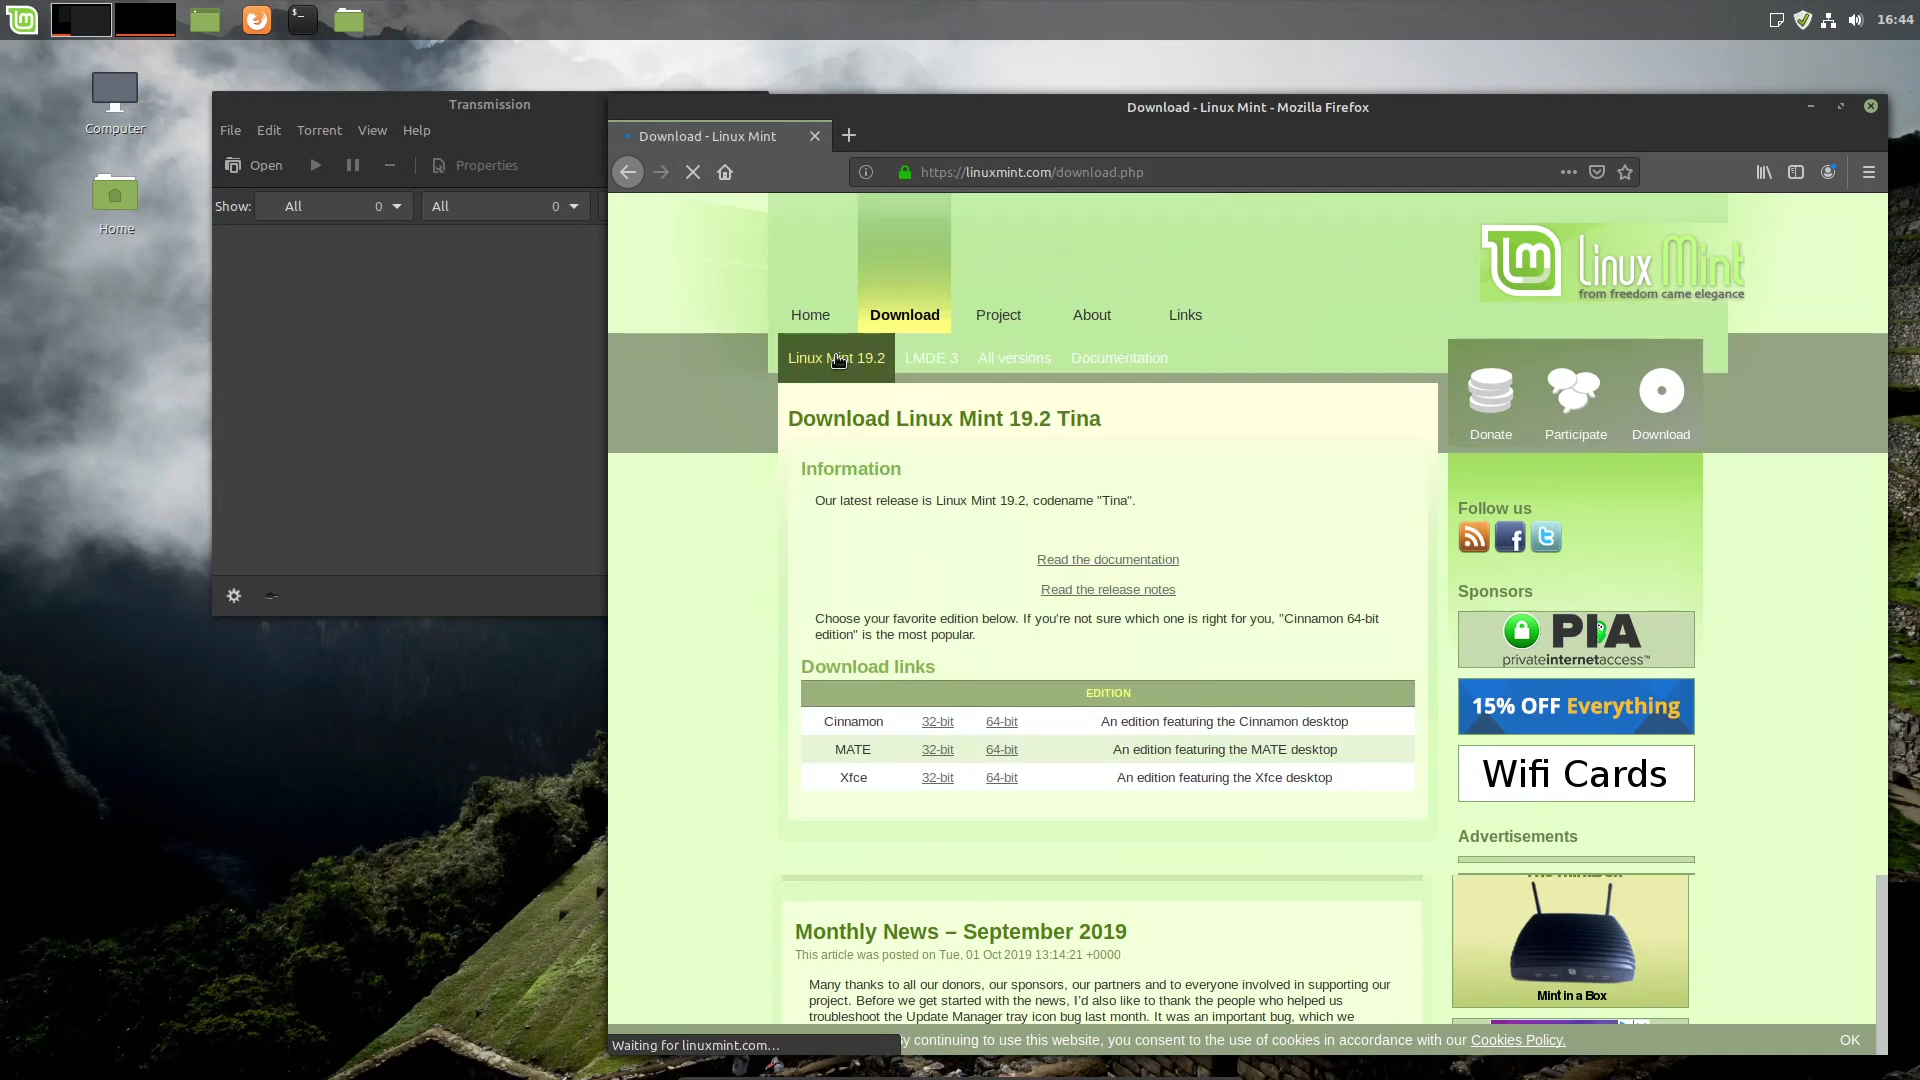 16:44
Computer
Home
Transmission
File Edit Torrent View Help
Open Properties
Show: All 0 All 0
Download - Linux Mint - Mozilla Firefox
Download - Linux Mint
https://linuxmint.com/download.php
Linux Mint
from freedom came elegance
Home Download Project About Links
Linux Mint 19.2 LMDE 3 All versions Documentation
Donate Participate Download
Download Linux Mint 19.2 Tina
Information
Our latest release is Linux Mint 19.2, codename "Tina".
Read the documentation
Read the release notes
Choose your favorite edition below. If you're not sure which one is right for you, "Cinnamon 64-bit
edition" is the most popular.
Download links
EDITION
Cinnamon 32-bit 64-bit An edition featuring the Cinnamon desktop
MATE 32-bit 64-bit An edition featuring the MATE desktop
Xfce 32-bit 64-bit An edition featuring the Xfce desktop
Follow us
Sponsors
PIA
privateinternetaccess™
15% OFF Everything
Wifi Cards
Advertisements
Mint in a Box
Monthly News – September 2019
This article was posted on Tue, 01 Oct 2019 13:14:21 +0000
Many thanks to all our donors, our sponsors, our partners and to everyone involved in supporting our
project. Before we get started with the news, I'd also like to thank the people who helped us
troubleshoot the Update Manager tray icon bug last month. It was an important bug, which we
Waiting for linuxmint.com…
y continuing to use this website, you consent to the use of cookies in accordance with our Cookies Policy.
OK